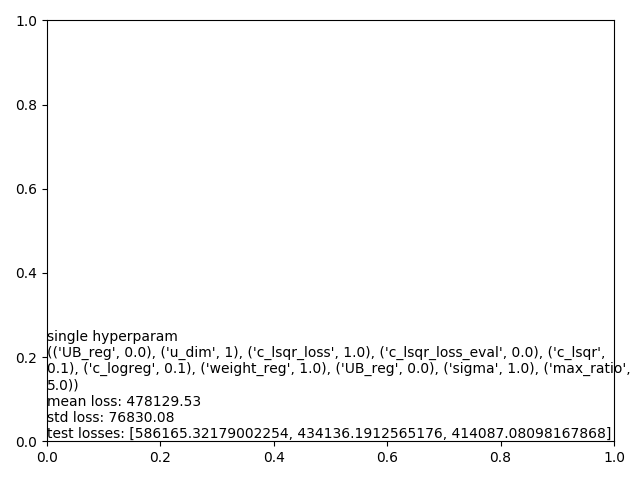 1.0
0.8
0.6
0.4
0.2
0.0
single hyperparam
(('UB_reg', 0.0), ('u_dim', 1), ('c_lsqr_loss', 1.0), ('c_lsqr_loss_eval', 0.0), ('c_lsqr',
0.1), ('c_logreg', 0.1), ('weight_reg', 1.0), ('UB_reg', 0.0), ('sigma', 1.0), ('max_ratio',
5.0))
mean loss: 478129.53
std loss: 76830.08
test losses: [586165.32179002254, 434136.1912565176, 414087.08098167868]
0.0 0.2 0.4 0.6 0.8 1.0